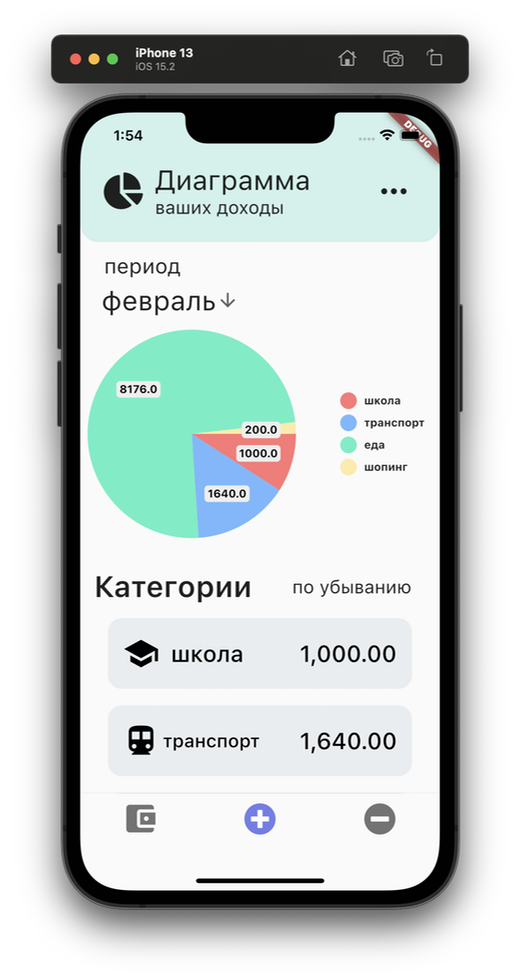 iPhone 13
iOS 15.2
1:54
DEBUG
Диаграмма
ваших доходы
период
февраль
8176.0
200.0
1000.0
1640.0
школа
транспорт
еда
шопинг
Категории
по убыванию
школа
1,000.00
транспорт
1,640.00